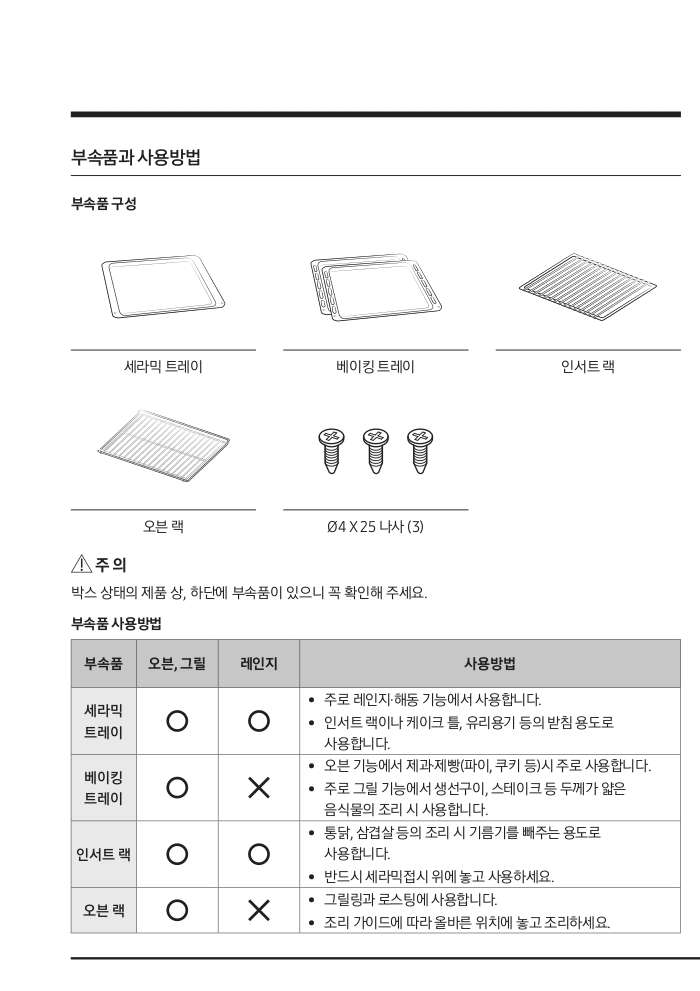 부속품과 사용방법
부속품 구성
세라믹 트레이
베이킹 트레이
인서트 랙
오븐 랙
Ø4 X 25 나사 (3)
주 의
박스 상태의 제품 상, 하단에 부속품이 있으니 꼭 확인해 주세요.
부속품 사용방법
부속품 오븐, 그릴 레인지 사용방법
세라믹
트레이
• 주로 레인지·해동 기능에서 사용합니다.
• 인서트 랙이나 케이크 틀, 유리용기 등의 받침 용도로
사용합니다.
베이킹
트레이
• 오븐 기능에서 제과·제빵(파이, 쿠키 등)시 주로 사용합니다.
• 주로 그릴 기능에서 생선구이, 스테이크 등 두께가 얇은
음식물의 조리 시 사용합니다.
인서트 랙
• 통닭, 삼겹살 등의 조리 시 기름기를 빼주는 용도로
사용합니다.
• 반드시 세라믹접시 위에 놓고 사용하세요.
오븐 랙
• 그릴링과 로스팅에 사용합니다.
• 조리 가이드에 따라 올바른 위치에 놓고 조리하세요.